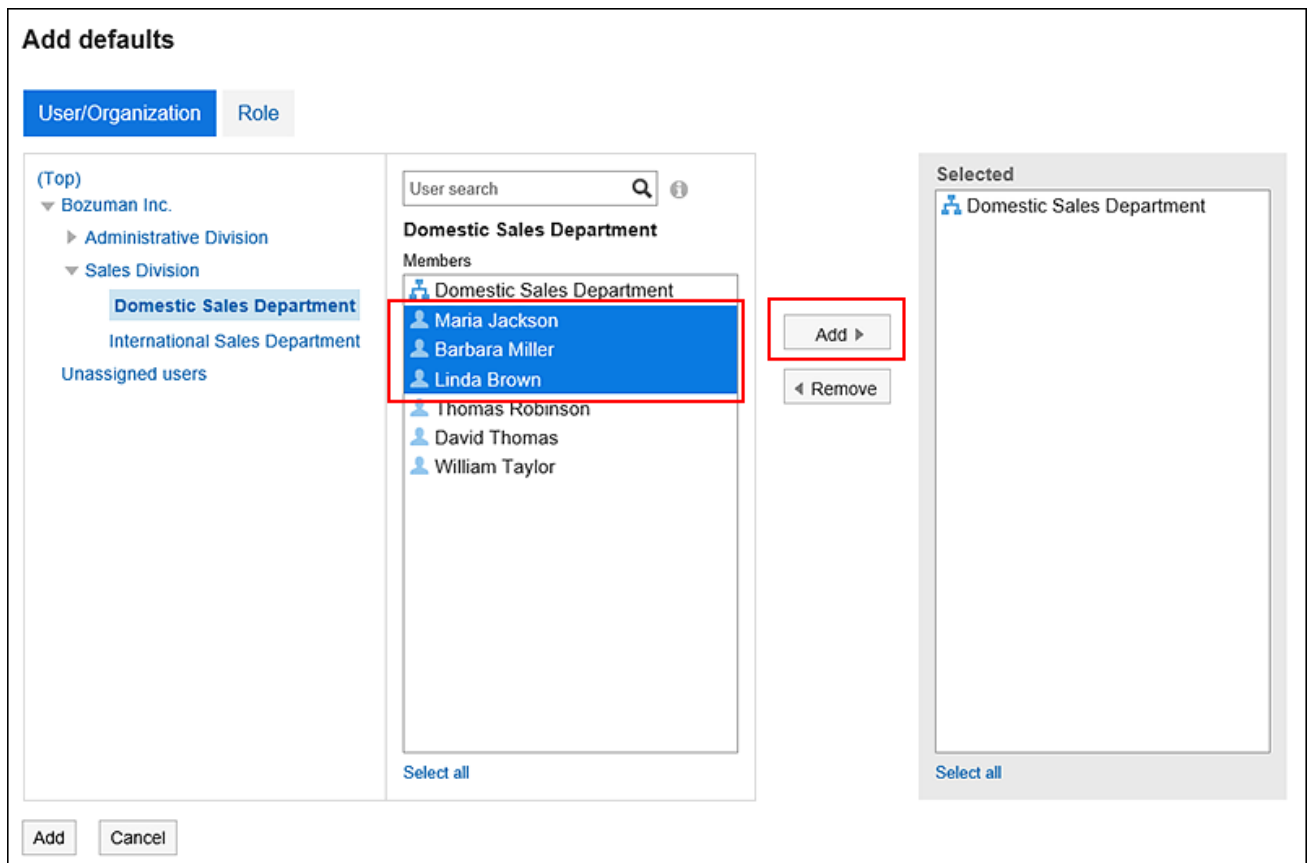 Add defaults
User/Organization
Role
(Top)
Bozuman Inc.
Administrative Division
Sales Division
Domestic Sales Department
International Sales Department
Unassigned users
User search
Domestic Sales Department
Members
Domestic Sales Department
Maria Jackson
Barbara Miller
Linda Brown
Thomas Robinson
David Thomas
William Taylor
Select all
Add
Remove
Selected
Domestic Sales Department
Select all
Add
Cancel